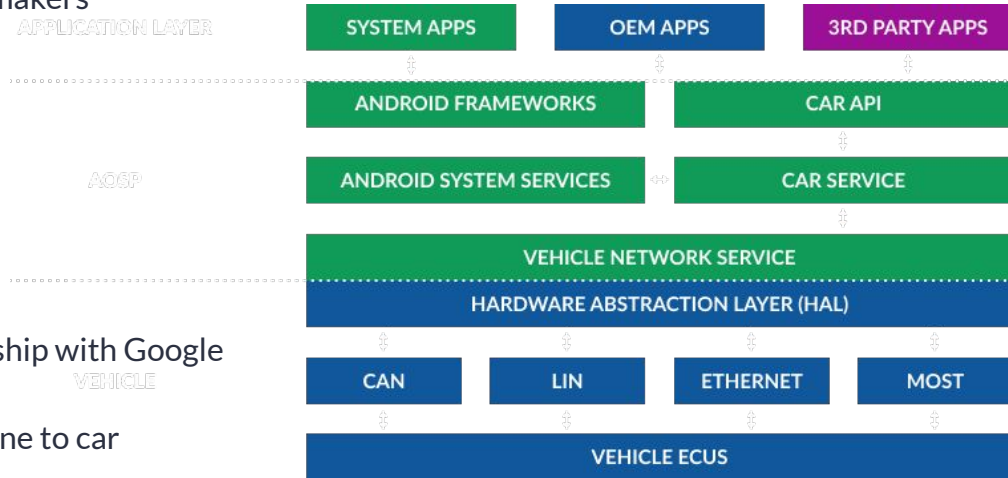 makers
APPLICATION LAYER
SYSTEM APPS
OEM APPS
3RD PARTY APPS
ANDROID FRAMEWORKS
CAR API
AOSP
ANDROID SYSTEM SERVICES
CAR SERVICE
VEHICLE NETWORK SERVICE
HARDWARE ABSTRACTION LAYER (HAL)
ship with Google
VEHICLE
CAN
LIN
ETHERNET
MOST
ne to car
VEHICLE ECUS